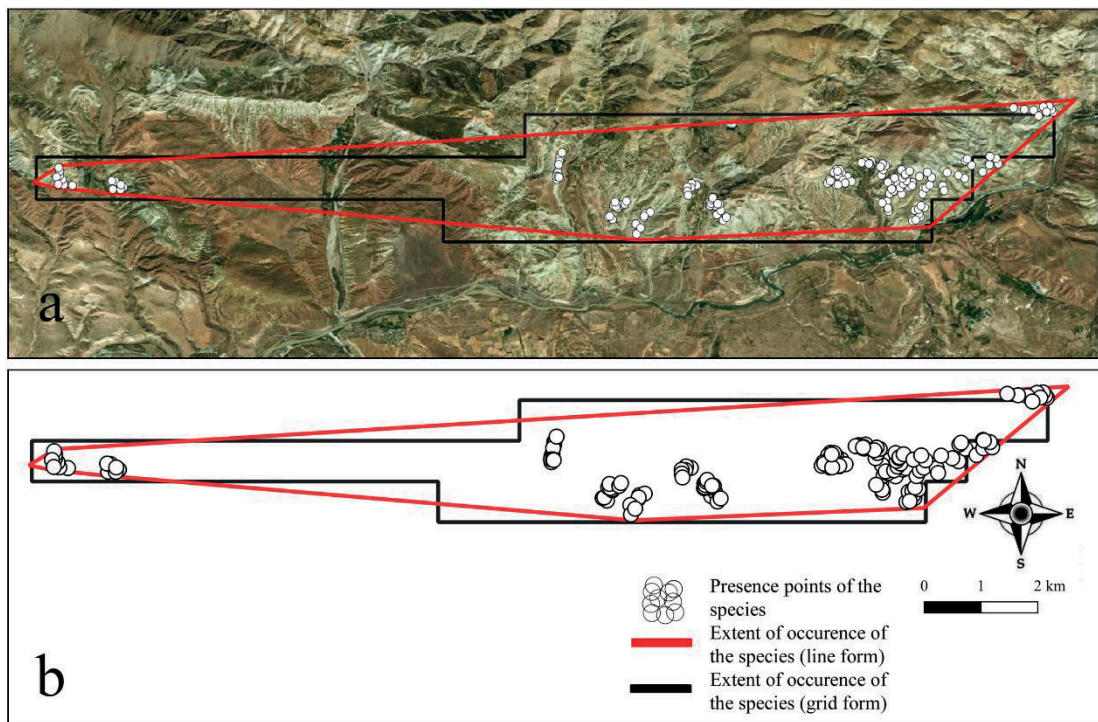 a
N
W
E
S
0 1 2 km
Presence points of the
species
Extent of occurence of
the species (line form)
Extent of occurence of
the species (grid form)
b